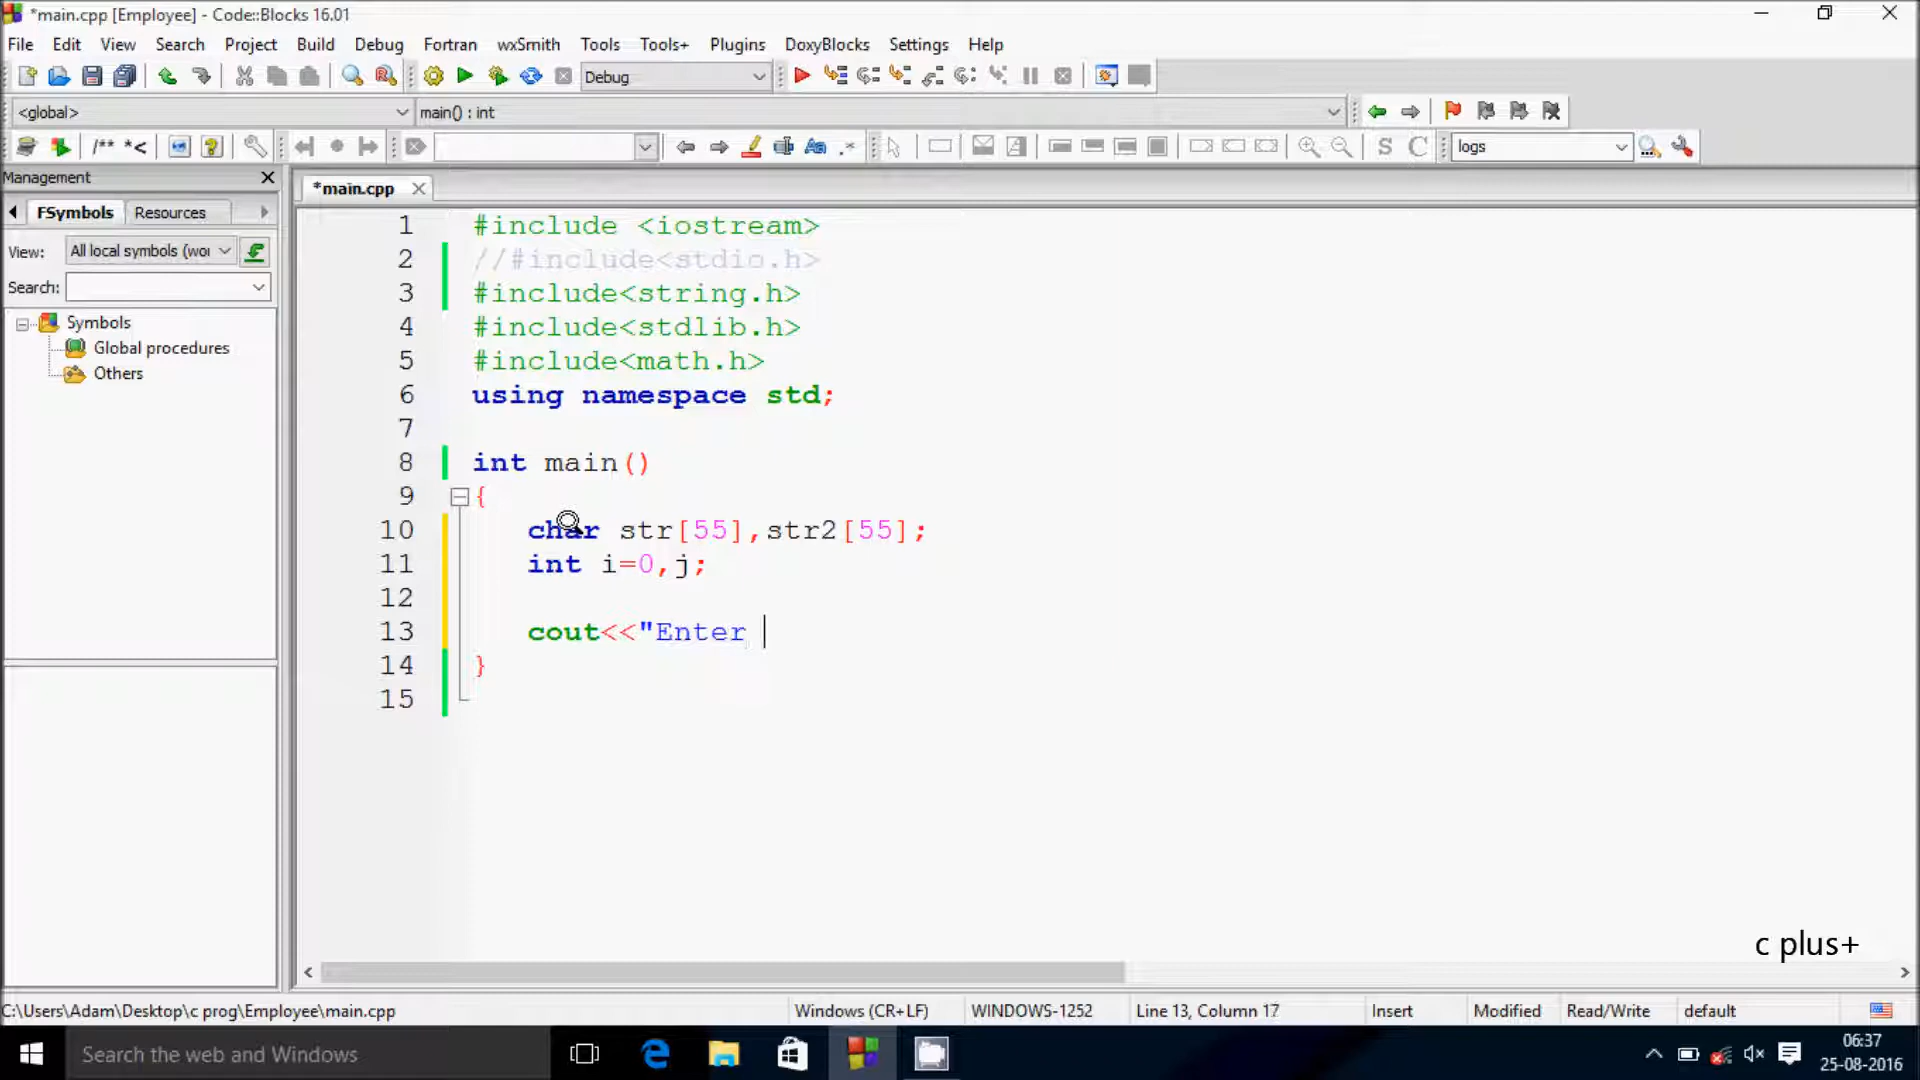 *main.cpp [Employee] - Code::Blocks 16.01
File Edit View Search Project Build Debug Fortran wxSmith Tools Tools+ Plugins DoxyBlocks Settings Help
Debug
<global> main() : int
/** *< Aa .* S C logs
Management
*main.cpp
FSymbols Resources
View: All local symbols (wor
Search:
Symbols
Global procedures
Others
1 #include <iostream>
2 //#include<stdio.h>
3 #include<string.h>
4 #include<stdlib.h>
5 #include<math.h>
6 using namespace std;
7
8 int main()
9 {
10 char str[55],str2[55];
11 int i=0,j;
12
13 cout<<"Enter
14 }
15
c plus+
C:\Users\Adam\Desktop\c prog\Employee\main.cpp Windows (CR+LF) WINDOWS-1252 Line 13, Column 17 Insert Modified Read/Write default
Search the web and Windows
06:37
25-08-2016